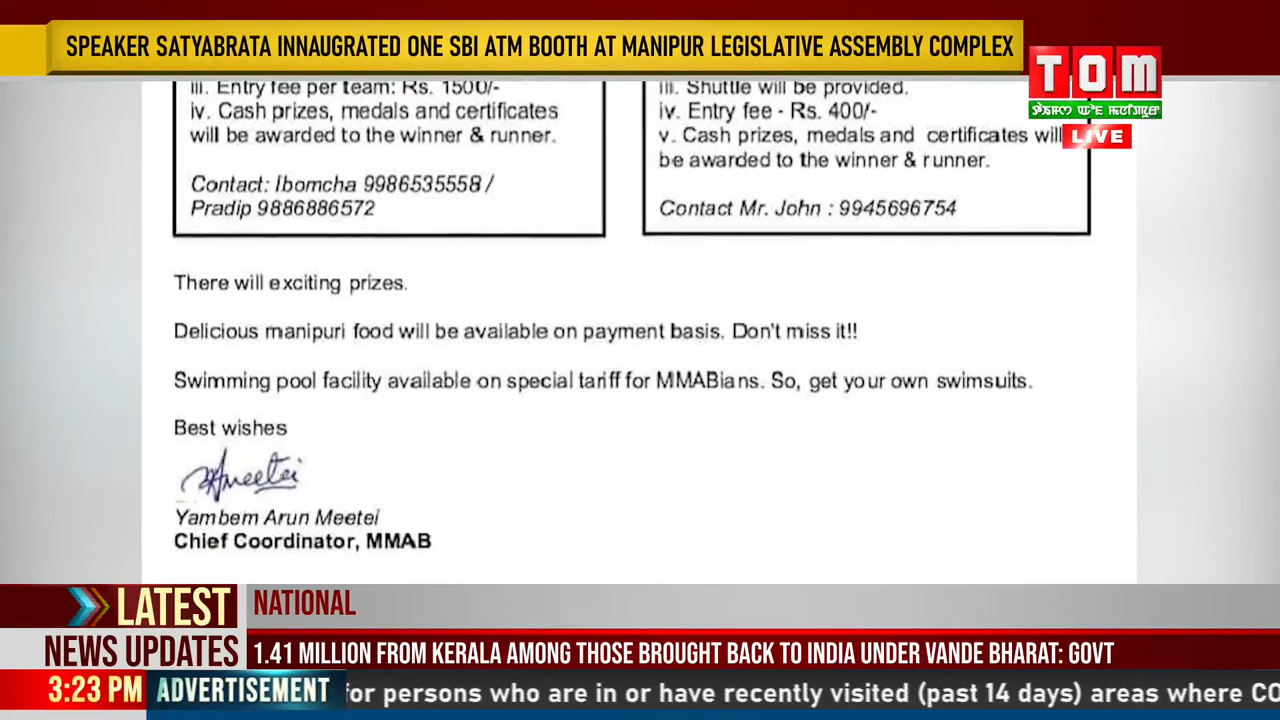 SPEAKER SATYABRATA INNAUGRATED ONE SBI ATM BOOTH AT MANIPUR LEGISLATIVE ASSEMBLY COMPLEX
TOM
LIVE
iii. Entry fee per team: Rs. 1500/-
iv. Cash prizes, medals and certificates
will be awarded to the winner & runner.
Contact: Ibomcha 9986535558 /
Pradip 9886886572
iii. Shuttle will be provided.
iv. Entry fee - Rs. 400/-
v. Cash prizes, medals and certificates will
be awarded to the winner & runner.
Contact Mr. John : 9945696754
There will exciting prizes.
Delicious manipuri food will be available on payment basis. Don't miss it!!
Swimming pool facility available on special tariff for MMABians. So, get your own swimsuits.
Best wishes
Yambem Arun Meetei
Chief Coordinator, MMAB
LATEST
NEWS UPDATES
NATIONAL
1.41 MILLION FROM KERALA AMONG THOSE BROUGHT BACK TO INDIA UNDER VANDE BHARAT: GOVT
3:23 PM ADVERTISEMENT for persons who are in or have recently visited (past 14 days) areas where CO